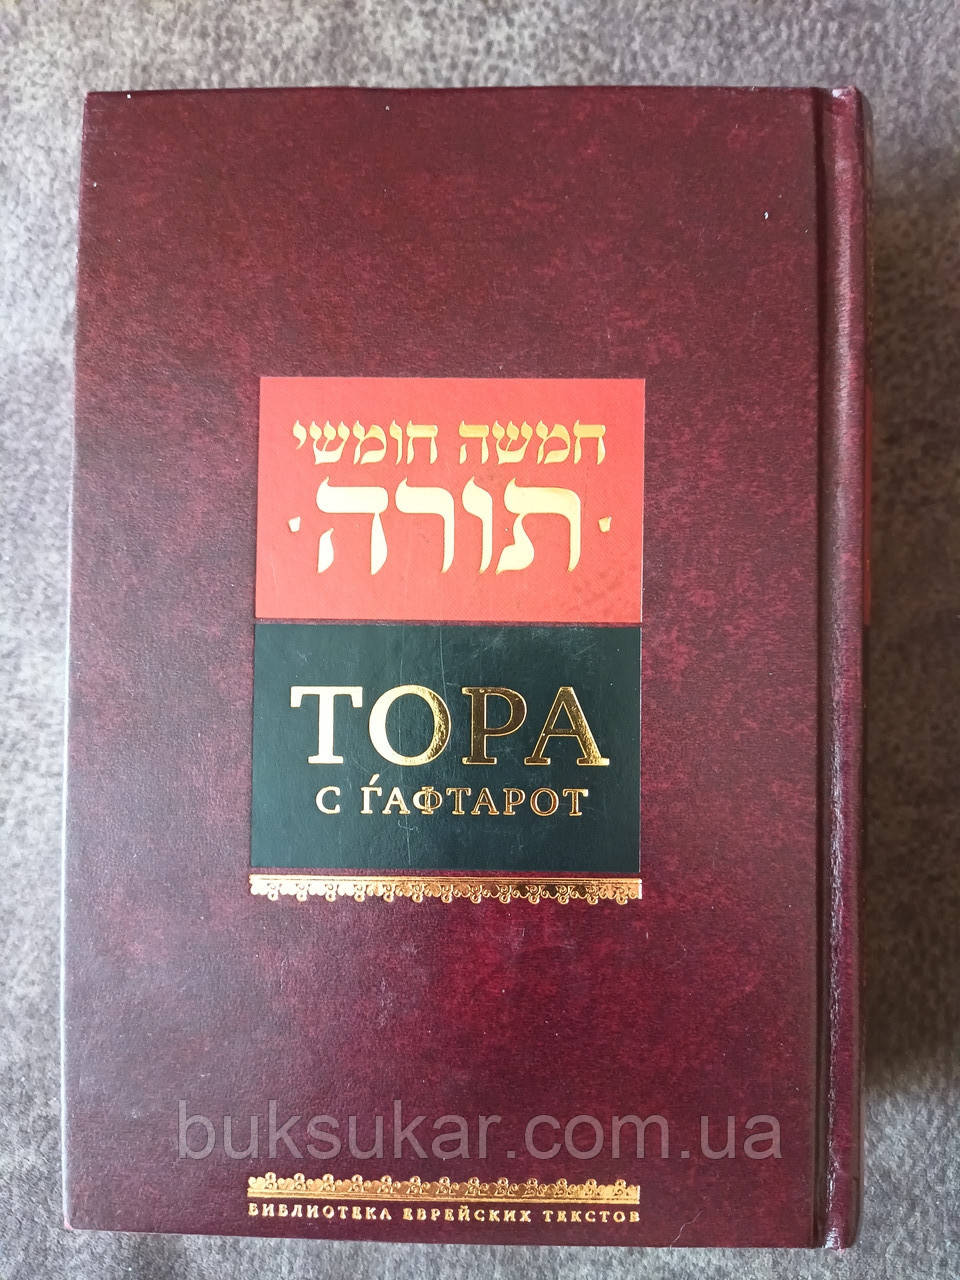 חמשה חומשי
· תורה ·
ТОРА
С ЃАФТАРОТ
buksukar.com.ua
БИБЛИОТЕКА ЕВРЕЙСКИХ ТЕКСТОВ